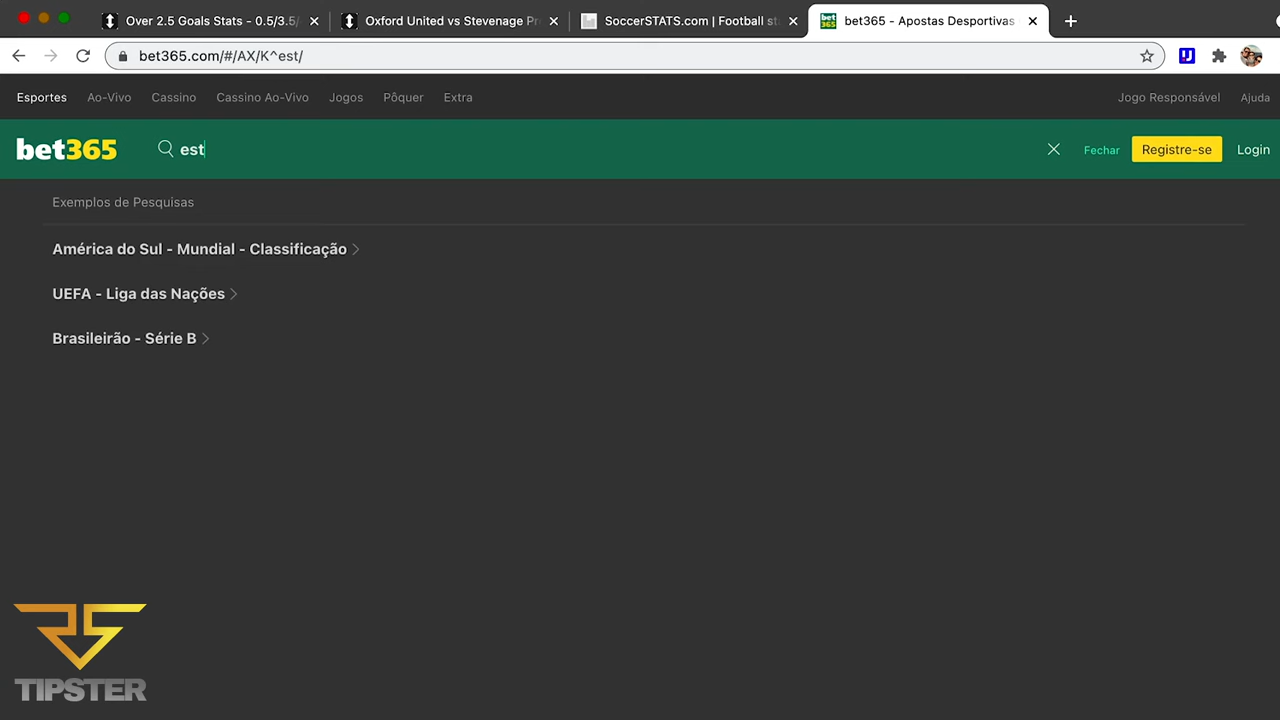 Over 2.5 Goals Stats - 0.5/3.5/
Oxford United vs Stevenage Pr
SoccerSTATS.com | Football st
bet365 - Apostas Desportivas
bet365.com/#/AX/K^est/
Esportes Ao-Vivo Cassino Cassino Ao-Vivo Jogos Pôquer Extra Jogo Responsável Ajuda
bet365 est Fechar Registre-se Login
Exemplos de Pesquisas
América do Sul - Mundial - Classificação
UEFA - Liga das Nações
Brasileirão - Série B
TIPSTER